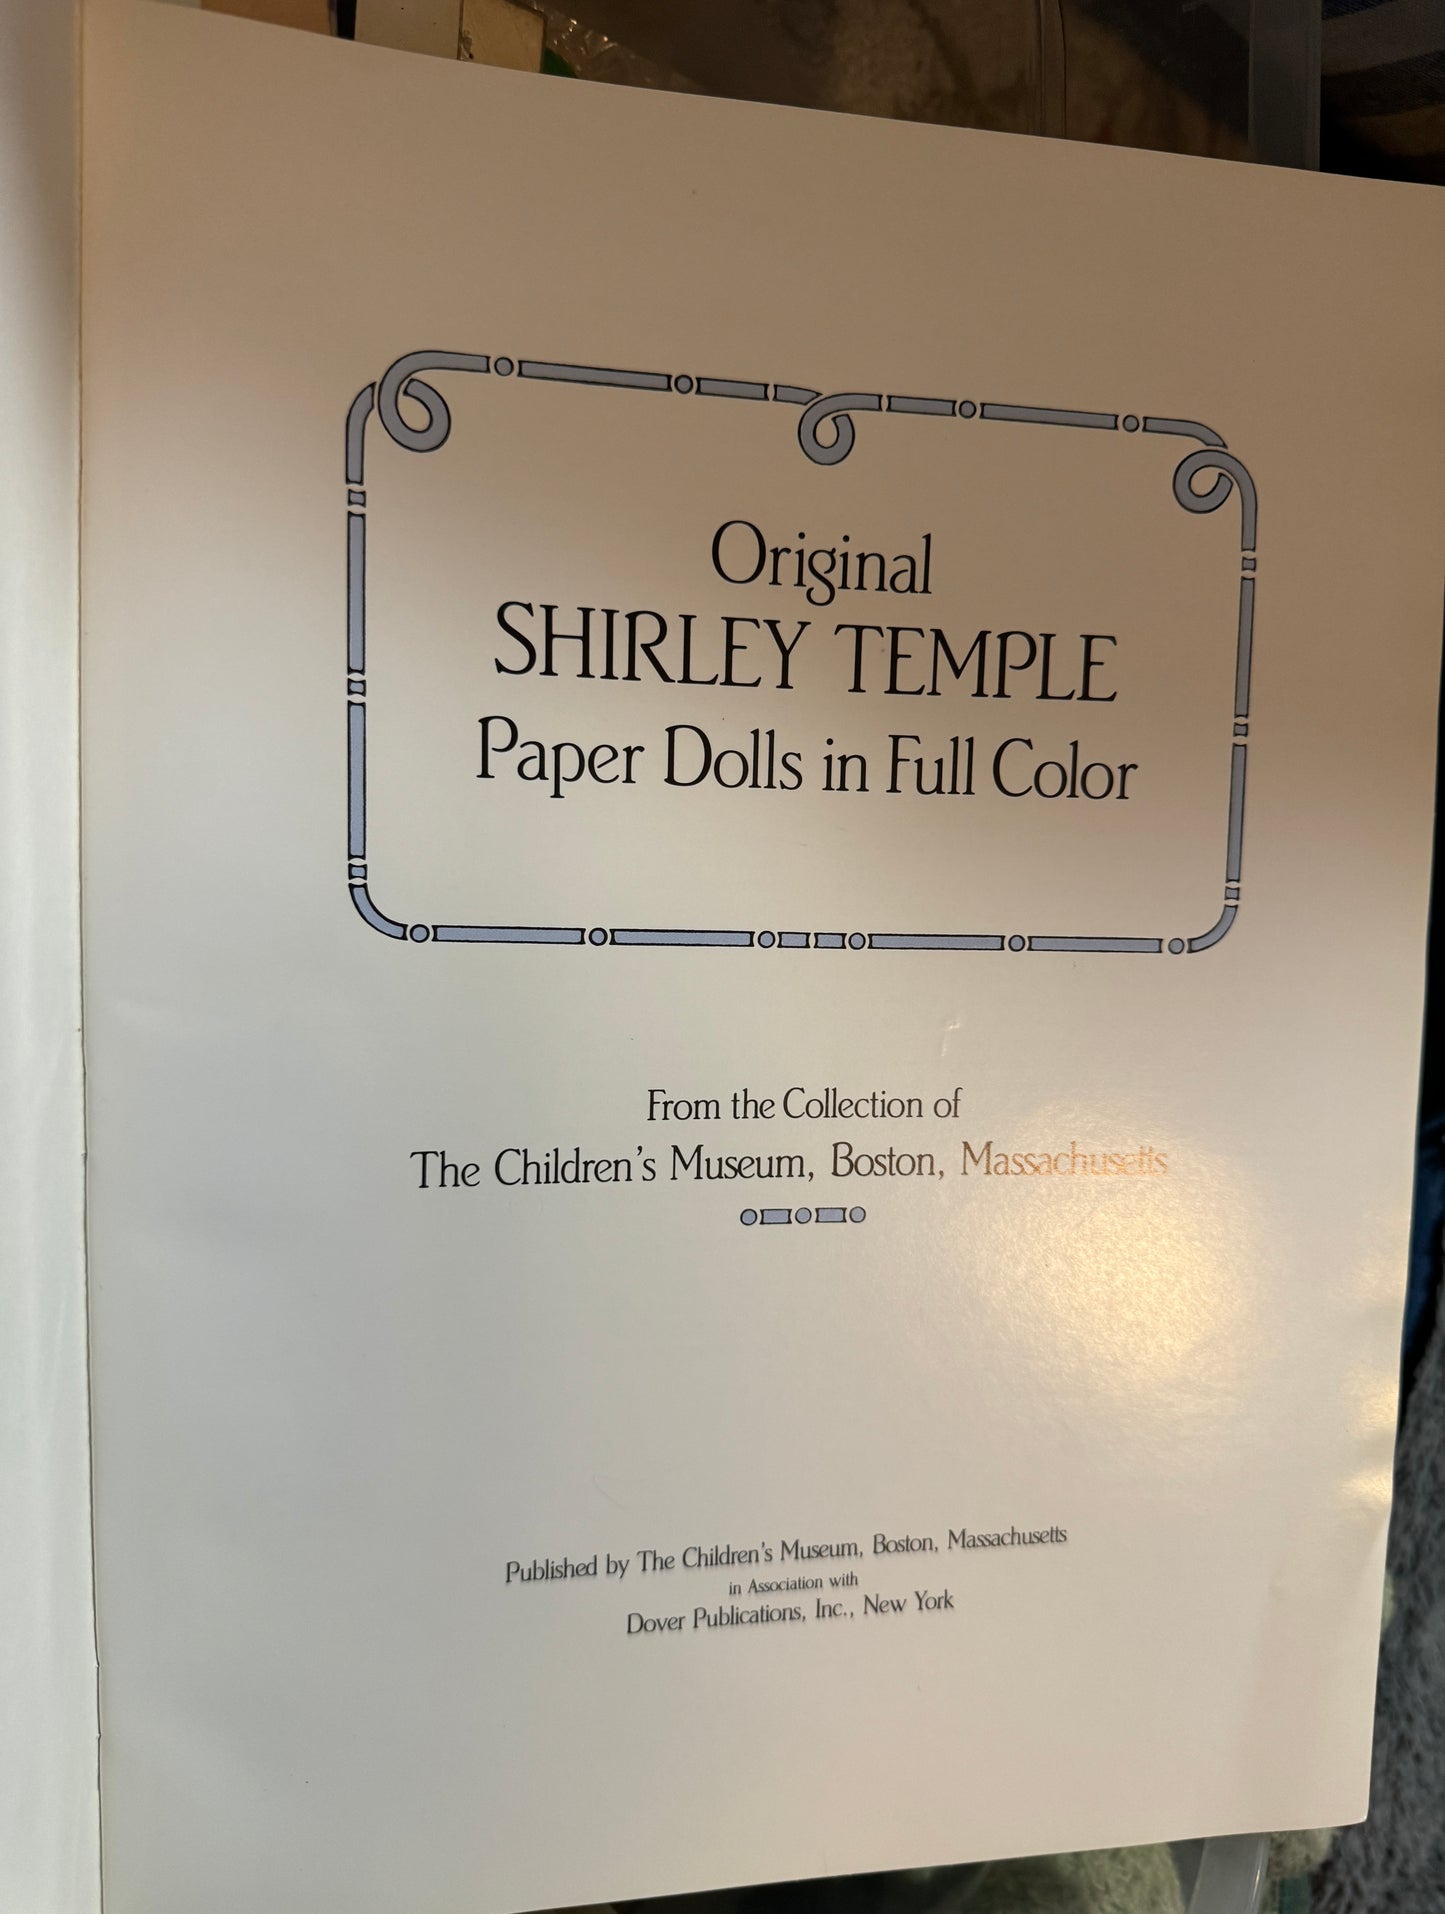 Original
SHIRLEY TEMPLE
Paper Dolls in Full Color
From the Collection of
The Children's Museum, Boston, Massachusetts
Published by The Children's Museum, Boston, Massachusetts
in Association with
Dover Publications, Inc., New York